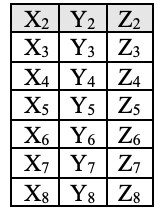 X₂ Y₂ Z₂
X₃ Y₃ Z₃
X₄ Y₄ Z₄
X₅ Y₅ Z₅
X₆ Y₆ Z₆
X₇ Y₇ Z₇
X₈ Y₈ Z₈